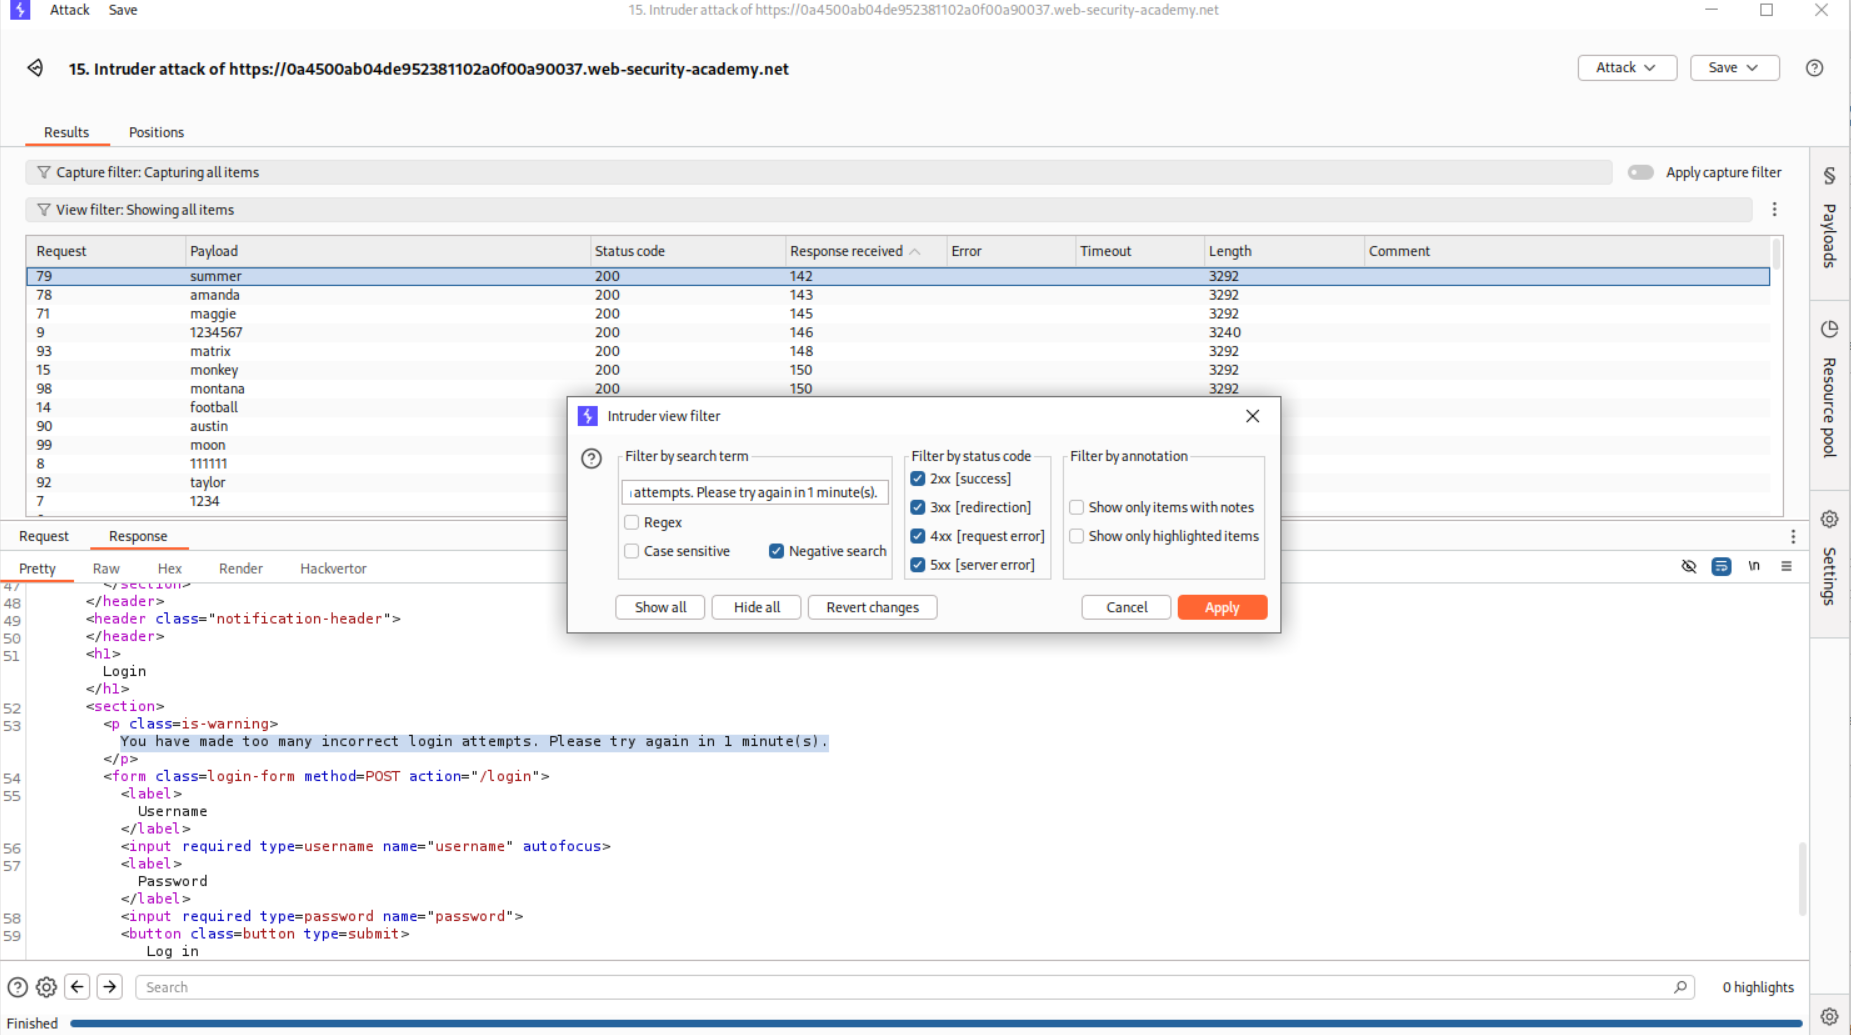 Attack Save 15. Intruder attack of https://0a4500ab04de952381102a0f00a90037.web-security-academy.net
15. Intruder attack of https://0a4500ab04de952381102a0f00a90037.web-security-academy.net Attack Save
Results Positions
Capture filter: Capturing all items Apply capture filter
View filter: Showing all items
Request Payload Status code Response received Error Timeout Length Comment
79 summer 200 142 3292
78 amanda 200 143 3292
71 maggie 200 145 3292
9 1234567 200 146 3240
93 matrix 200 148 3292
15 monkey 200 150 3292
98 montana 200 150 3292
14 football
90 austin
99 moon
8 111111
92 taylor
7 1234
Intruder view filter
Filter by search term
attempts. Please try again in 1 minute(s).
Regex
Case sensitive Negative search
Filter by status code
2xx [success]
3xx [redirection]
4xx [request error]
5xx [server error]
Filter by annotation
Show only items with notes
Show only highlighted items
Show all Hide all Revert changes Cancel Apply
Request Response
Pretty Raw Hex Render Hackvertor \n
47 </section>
48 </header>
49 <header class="notification-header">
50 </header>
51 <h1>
Login
</h1>
52 <section>
53 <p class=is-warning>
You have made too many incorrect login attempts. Please try again in 1 minute(s).
</p>
54 <form class=login-form method=POST action="/login">
55 <label>
Username
</label>
56 <input required type=username name="username" autofocus>
57 <label>
Password
</label>
58 <input required type=password name="password">
59 <button class=button type=submit>
Log in
Search 0 highlights
Finished
§ Payloads
Resource pool
Settings